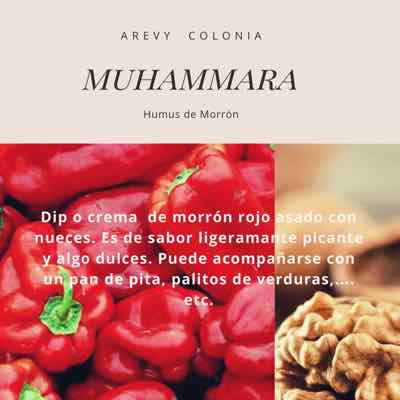 AREVY COLONIA
MUHAMMARA
Humus de Morrón
Dip o crema de morrón rojo asado con
nueces. Es de sabor ligeramante picante
y algo dulces. Puede acompañarse con
un pan de pita, palitos de verduras,....
etc.